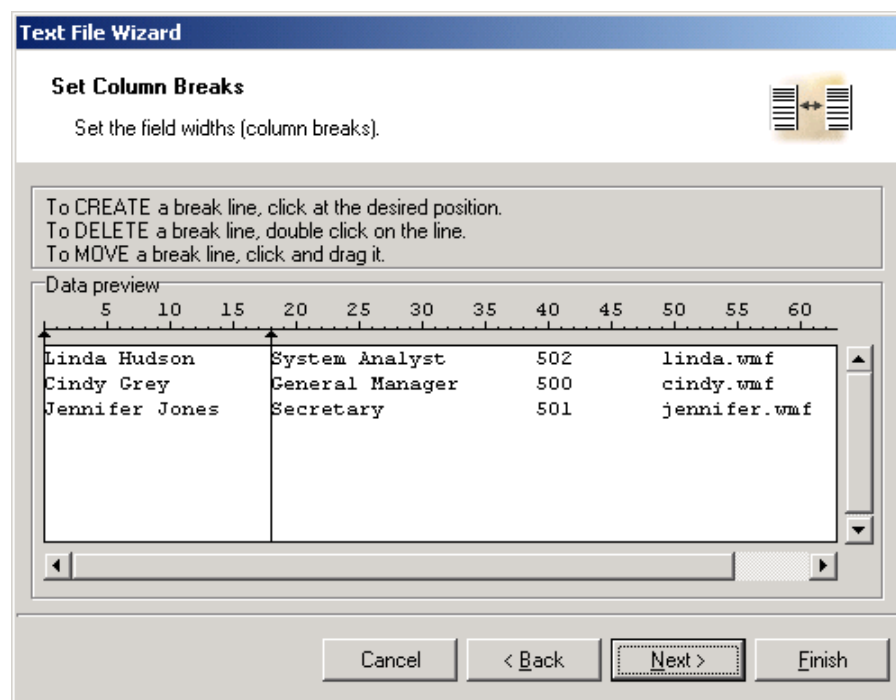 Text File Wizard
Set Column Breaks
Set the field widths (column breaks).
To CREATE a break line, click at the desired position.
To DELETE a break line, double click on the line.
To MOVE a break line, click and drag it.
Data preview
5 10 15 20 25 30 35 40 45 50 55 60
Linda Hudson System Analyst 502 linda.wmf
Cindy Grey General Manager 500 cindy.wmf
Jennifer Jones Secretary 501 jennifer.wmf
Cancel < Back Next > Finish